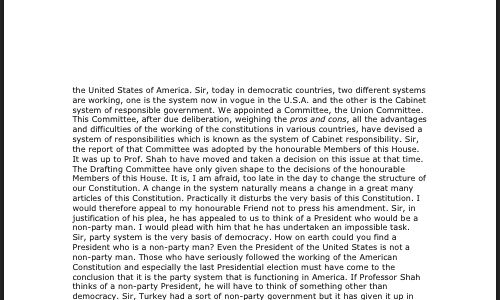 the United States of America. Sir, today in democratic countries, two different systems
are working, one is the system now in vogue in the U.S.A. and the other is the Cabinet
system of responsible government. We appointed a Committee, the Union Committee.
This Committee, after due deliberation, weighing the pros and cons, all the advantages
and difficulties of the working of the constitutions in various countries, have devised a
system of responsibilities which is known as the system of Cabinet responsibility. Sir,
the report of that Committee was adopted by the honourable Members of this House.
It was up to Prof. Shah to have moved and taken a decision on this issue at that time.
The Drafting Committee have only given shape to the decisions of the honourable
Members of this House. It is, I am afraid, too late in the day to change the structure of
our Constitution. A change in the system naturally means a change in a great many
articles of this Constitution. Practically it disturbs the very basis of this Constitution. I
would therefore appeal to my honourable Friend not to press his amendment. Sir, in
justification of his plea, he has appealed to us to think of a President who would be a
non-party man. I would plead with him that he has undertaken an impossible task.
Sir, party system is the very basis of democracy. How on earth could you find a
President who is a non-party man? Even the President of the United States is not a
non-party man. Those who have seriously followed the working of the American
Constitution and especially the last Presidential election must have come to the
conclusion that it is the party system that is functioning in America. If Professor Shah
thinks of a non-party President, he will have to think of something other than
democracy. Sir, Turkey had a sort of non-party government but it has given it up in